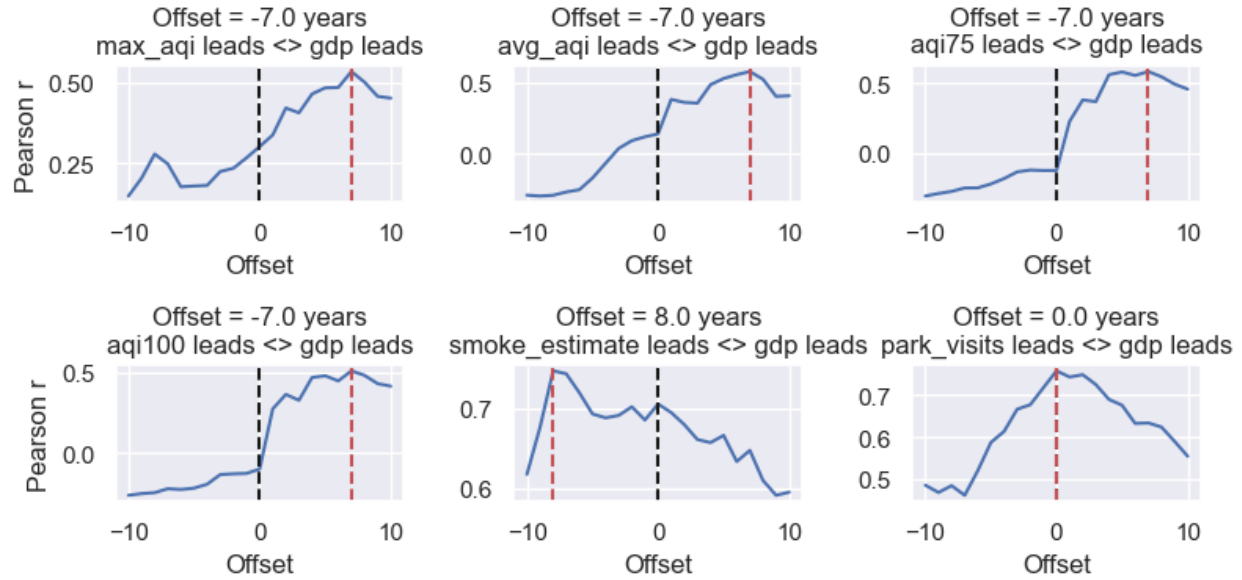 Offset = -7.0 years
max_aqi leads <> gdp leads
Offset = -7.0 years
avg_aqi leads <> gdp leads
Offset = -7.0 years
aqi75 leads <> gdp leads
Pearson r
0.50
0.25
−10
0
10
Offset
0.5
0.0
−10
0
10
Offset
0.5
0.0
−10
0
10
Offset
Offset = -7.0 years
aqi100 leads <> gdp leads
Offset = 8.0 years
smoke_estimate leads <> gdp leads
Offset = 0.0 years
park_visits leads <> gdp leads
Pearson r
0.5
0.0
−10
0
10
Offset
0.7
0.6
−10
0
10
Offset
0.7
0.6
0.5
−10
0
10
Offset